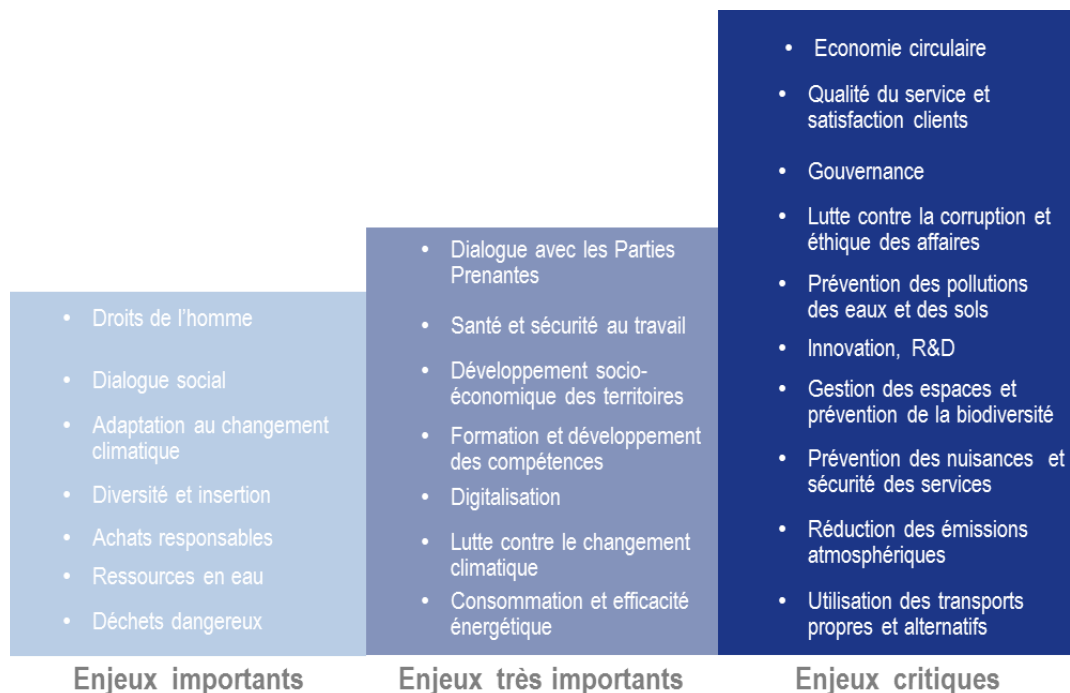 • Droits de l’homme
• Dialogue social
• Adaptation au changement
climatique
• Diversité et insertion
• Achats responsables
• Ressources en eau
• Déchets dangereux
Enjeux importants
• Dialogue avec les Parties
Prenantes
• Santé et sécurité au travail
• Développement socio-
économique des territoires
• Formation et développement
des compétences
• Digitalisation
• Lutte contre le changement
climatique
• Consommation et efficacité
énergétique
Enjeux très importants
• Economie circulaire
• Qualité du service et
satisfaction clients
• Gouvernance
• Lutte contre la corruption et
éthique des affaires
• Prévention des pollutions
des eaux et des sols
• Innovation, R&D
• Gestion des espaces et
prévention de la biodiversité
• Prévention des nuisances et
sécurité des services
• Réduction des émissions
atmosphériques
• Utilisation des transports
propres et alternatifs
Enjeux critiques